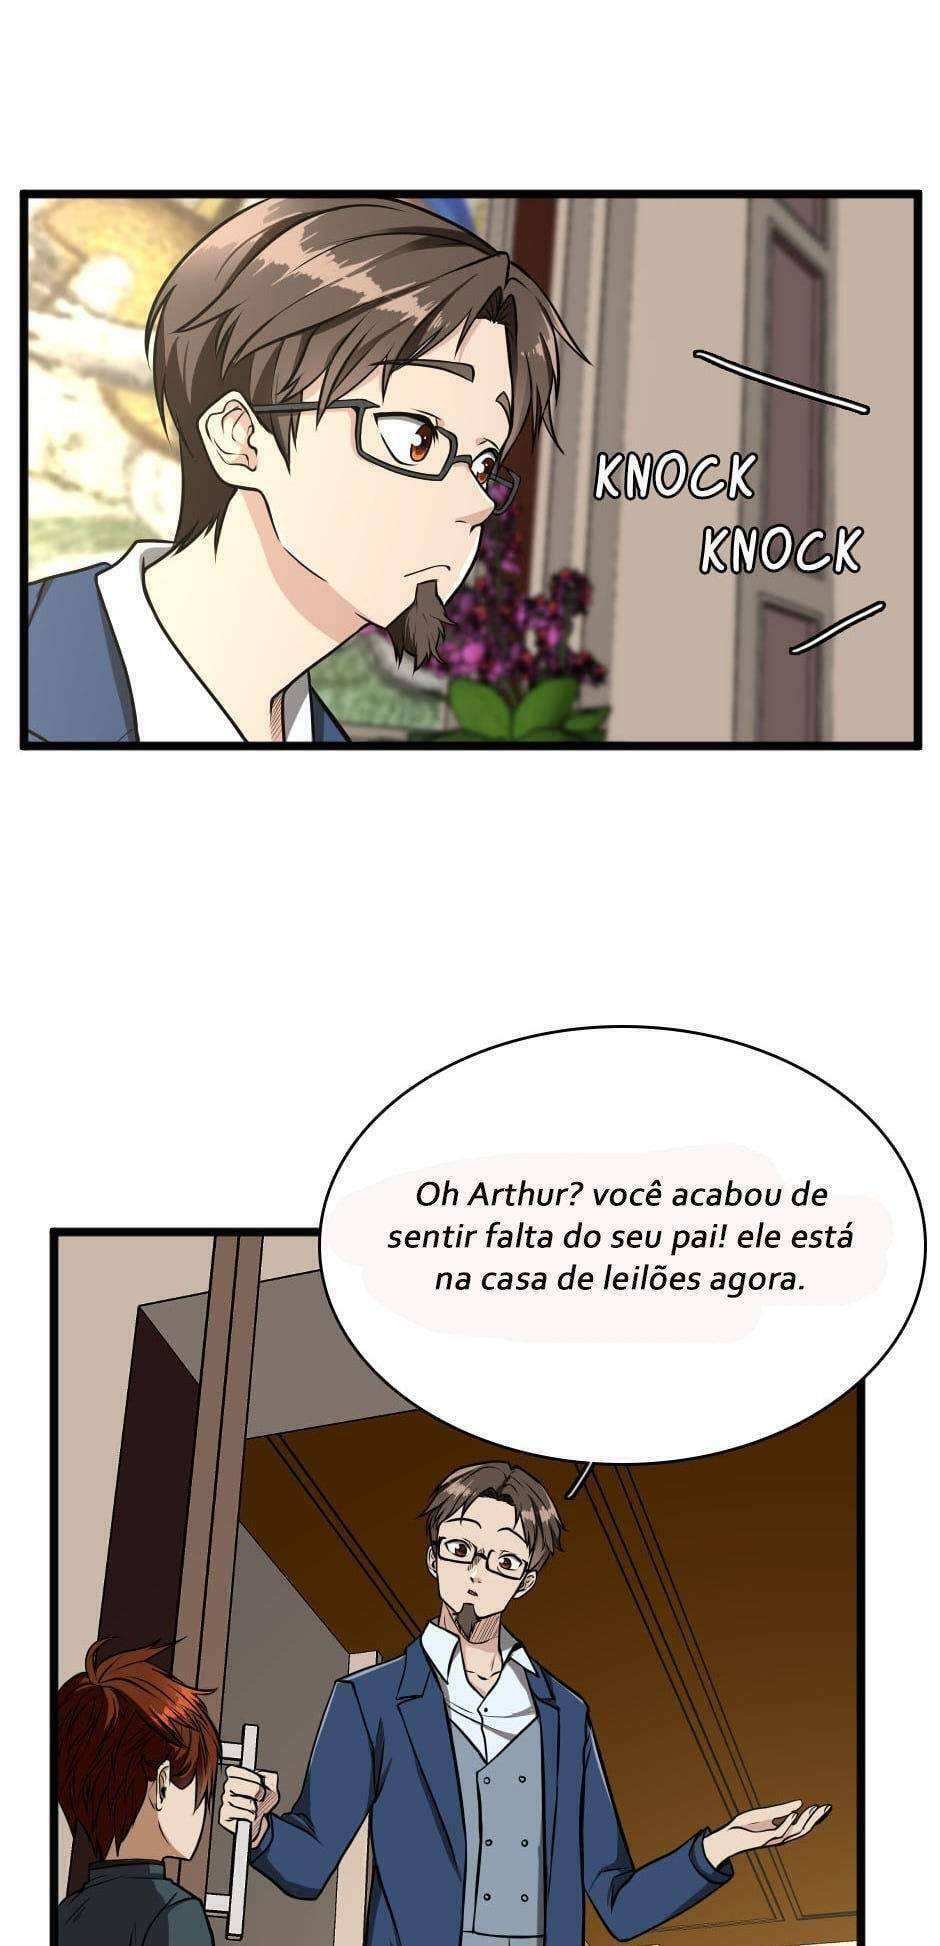 KNOCK
KNOCK
Oh Arthur? você acabou de
sentir falta do seu pai! ele está
na casa de leilões agora.